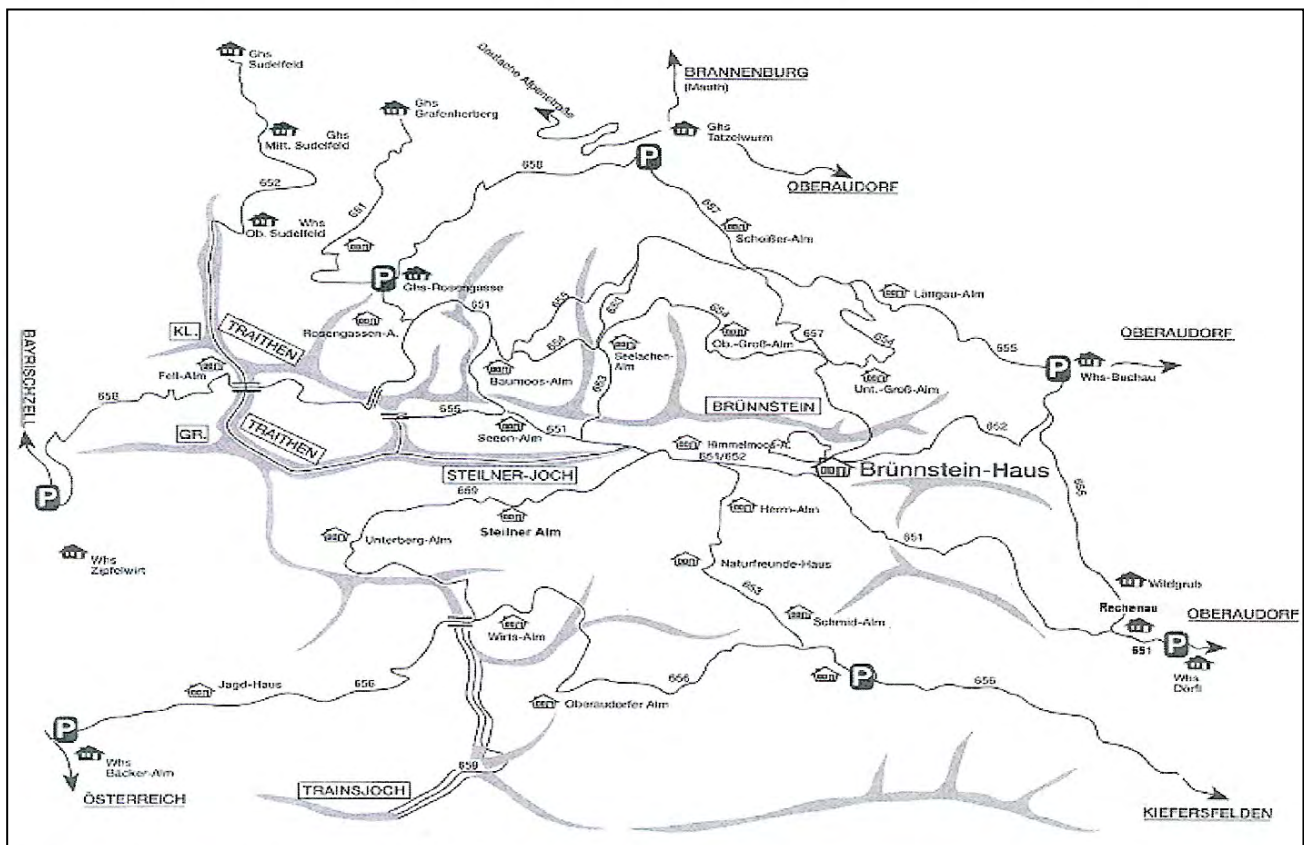 Ghs
Sudelfeld
Deutsche Alpenstraße
BRANNENBURG
(Mauth)
Ghs
Grafenherberg
Ghs
Tatzelwurm
Ghs
Mitt. Sudelfeld
658
OBERAUDORF
652
651
657
Whs
Ob. Sudelfeld
Schoißer-Alm
Ghs-Rosengasse
Längau-Alm
651
655
653
654
KL.
TRAITHEN
Rosengassen-A.
657
654
OBERAUDORF
BAYRISCHZELL
654
Seelachen-
Alm
Ob.-Groß-Alm
655
Fell-Alm
Baumoos-Alm
Unt.-Groß-Alm
Whs-Buchau
658
653
BRÜNNSTEIN
655
GR.
TRAITHEN
Seeon-Alm
651
Himmelmoos-A.
652
651/652
STEILNER-JOCH
Brünnstein-Haus
659
655
Herrn-Alm
Steilner Alm
Unterberg-Alm
651
Whs
Zipfelwirt
Naturfreunde-Haus
653
Wildgrub
Rechenau
OBERAUDORF
Wirts-Alm
Schmid-Alm
651
Whs
Dörfl
Jagd-Haus
656
656
656
Oberaudorfer Alm
Whs
Bäcker-Alm
659
ÖSTERREICH
TRAINSJOCH
KIEFERSFELDEN
P
P
P
P
P
P
P